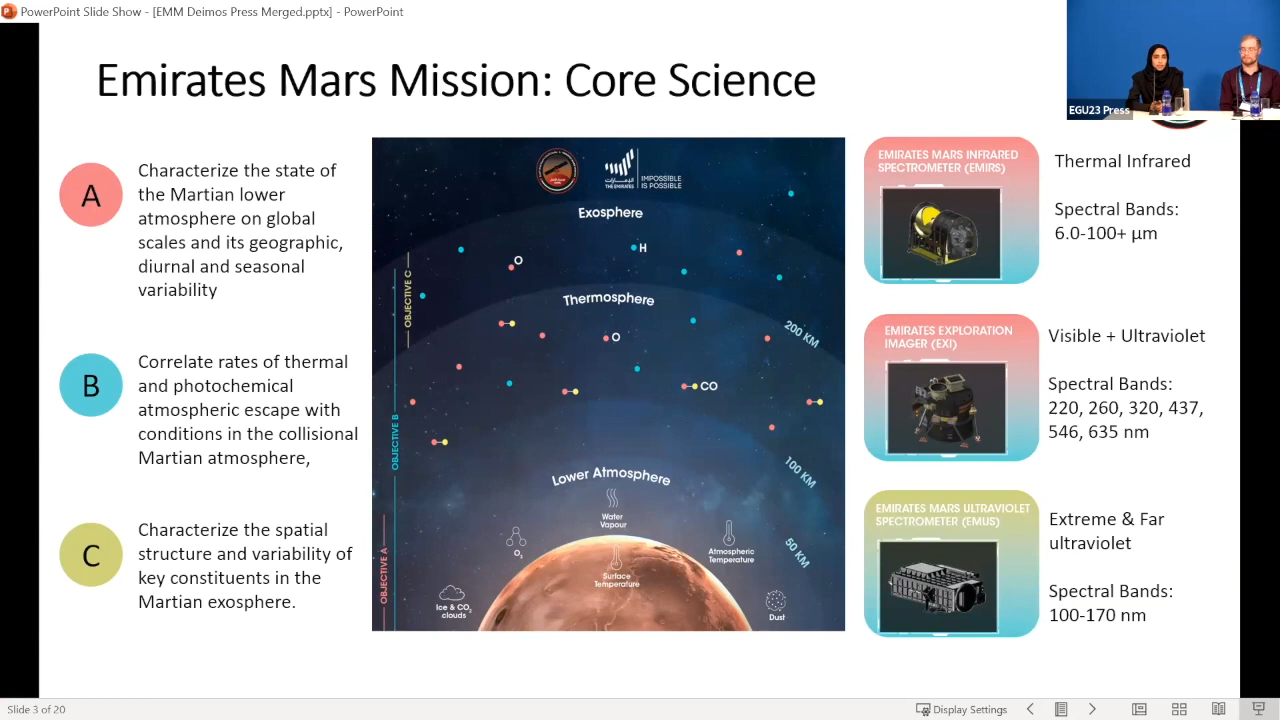 PowerPoint Slide Show - [EMM Deimos Press Merged.pptx] - PowerPoint
EGU23 Press
Emirates Mars Mission: Core Science
A
Characterize the state of
the Martian lower
atmosphere on global
scales and its geographic,
diurnal and seasonal
variability
B
Correlate rates of thermal
and photochemical
atmospheric escape with
conditions in the collisional
Martian atmosphere,
C
Characterize the spatial
structure and variability of
key constituents in the
Martian exosphere.
THE EMIRATES
IMPOSSIBLE
IS POSSIBLE
Exosphere
H
O
OBJECTIVE C
Thermosphere
200 KM
O
CO
OBJECTIVE B
100 KM
Lower Atmosphere
Water
Vapour
O3
Atmospheric
Temperature
50 KM
OBJECTIVE A
Surface
Temperature
Ice & CO2
clouds
Dust
EMIRATES MARS INFRARED
SPECTROMETER (EMIRS)
Thermal Infrared
Spectral Bands:
6.0-100+ µm
EMIRATES EXPLORATION
IMAGER (EXI)
Visible + Ultraviolet
Spectral Bands:
220, 260, 320, 437,
546, 635 nm
EMIRATES MARS ULTRAVIOLET
SPECTROMETER (EMUS)
Extreme & Far
ultraviolet
Spectral Bands:
100-170 nm
Slide 3 of 20
Display Settings